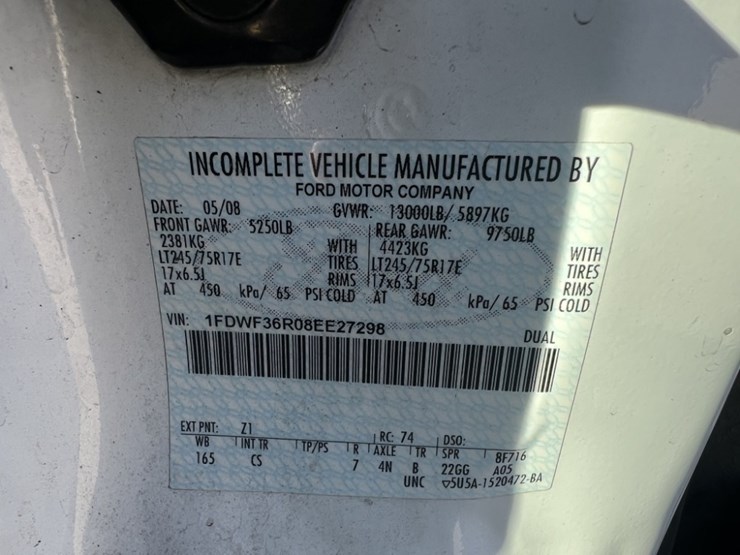 INCOMPLETE VEHICLE MANUFACTURED BY
FORD MOTOR COMPANY
DATE: 05/08 GVWR: 13000LB/ 5897KG
FRONT GAWR: 5250LB REAR GAWR: 9750LB
2381KG WITH 4423KG WITH
LT245/75R17E TIRES LT245/75R17E TIRES
17x6.5J RIMS 17x6.5J RIMS
AT 450 kPa/ 65 PSI COLD AT 450 kPa/ 65 PSI COLD
VIN: 1FDWF36R08EE27298 DUAL
EXT PNT: Z1 RC: 74 DSO:
WB INT TR TP/PS R AXLE TR SPR 8F716
165 CS 7 4N B 22GG A05
UNC ▽5U5A-1520472-BA